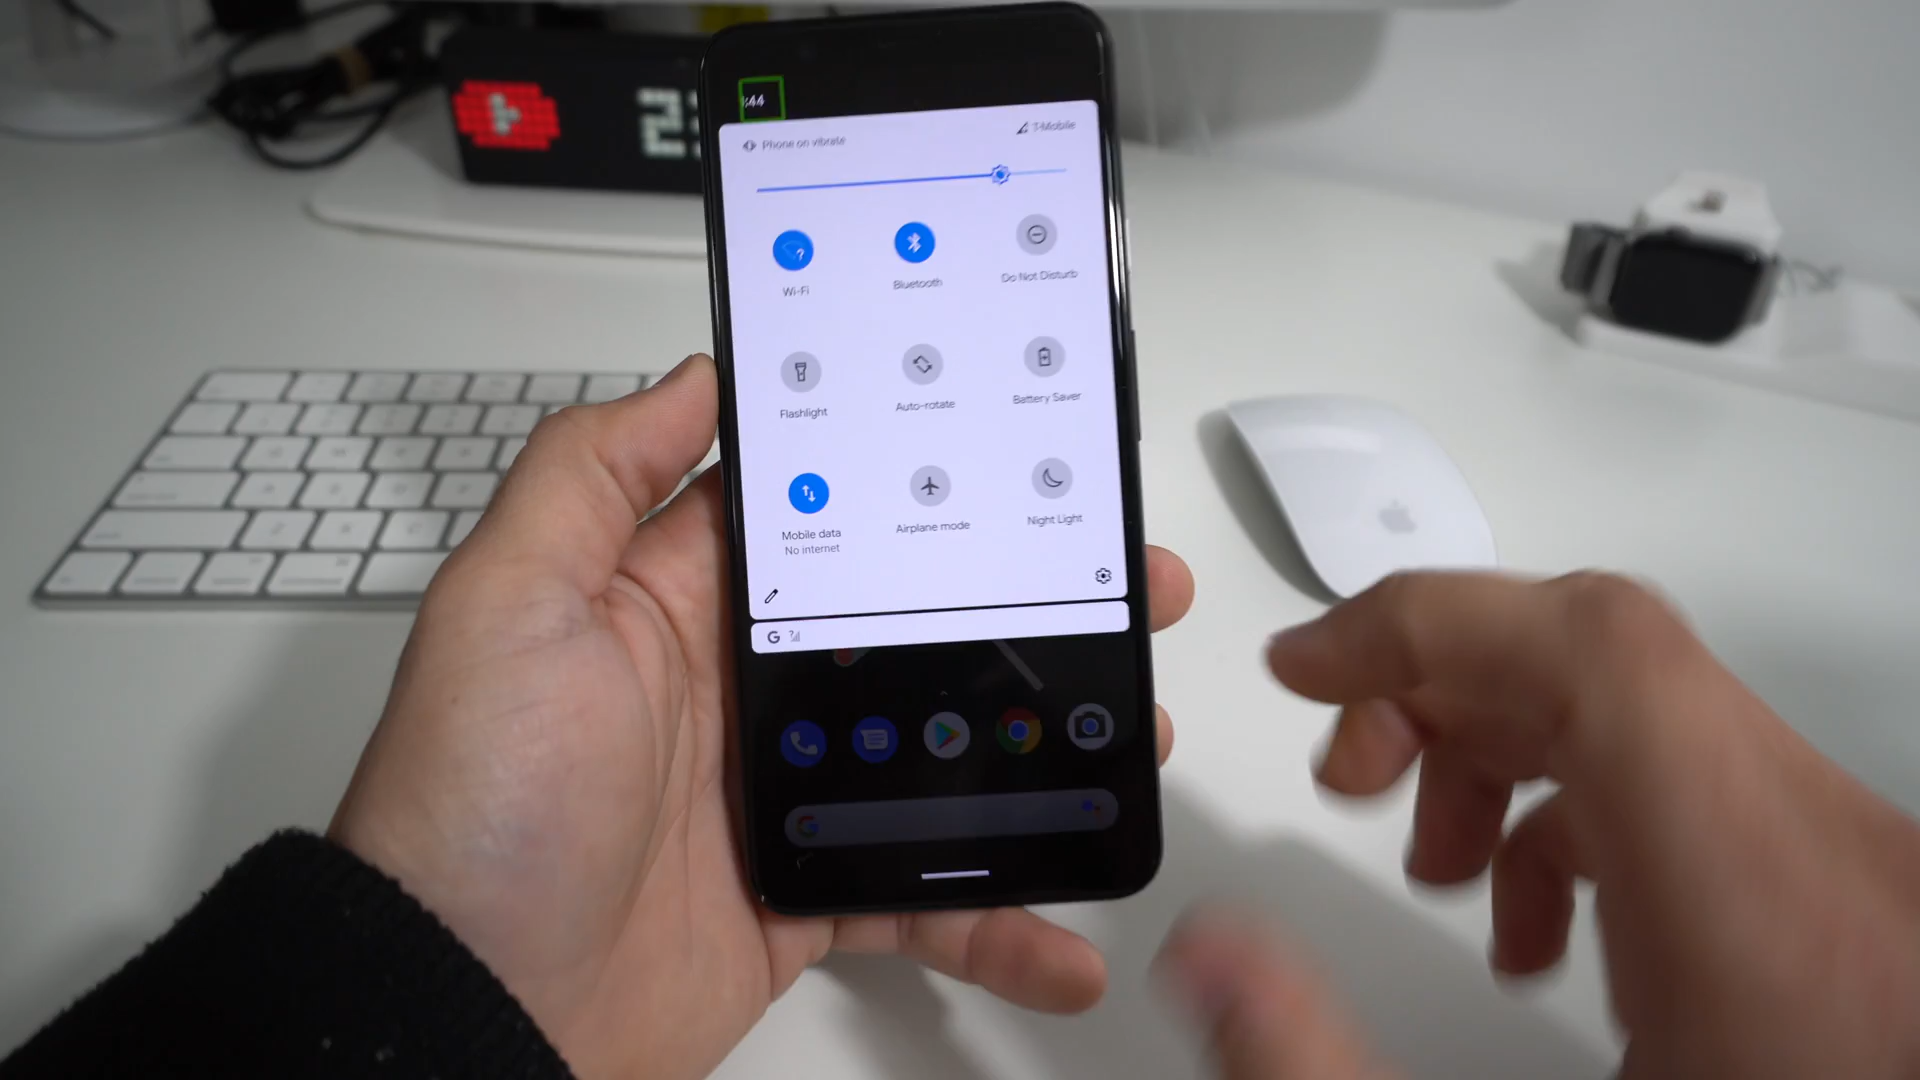 :44
Phone on vibrate
T-Mobile
Wi-Fi
Bluetooth
Do Not Disturb
Flashlight
Auto-rotate
Battery Saver
Mobile data
No internet
Airplane mode
Night Light